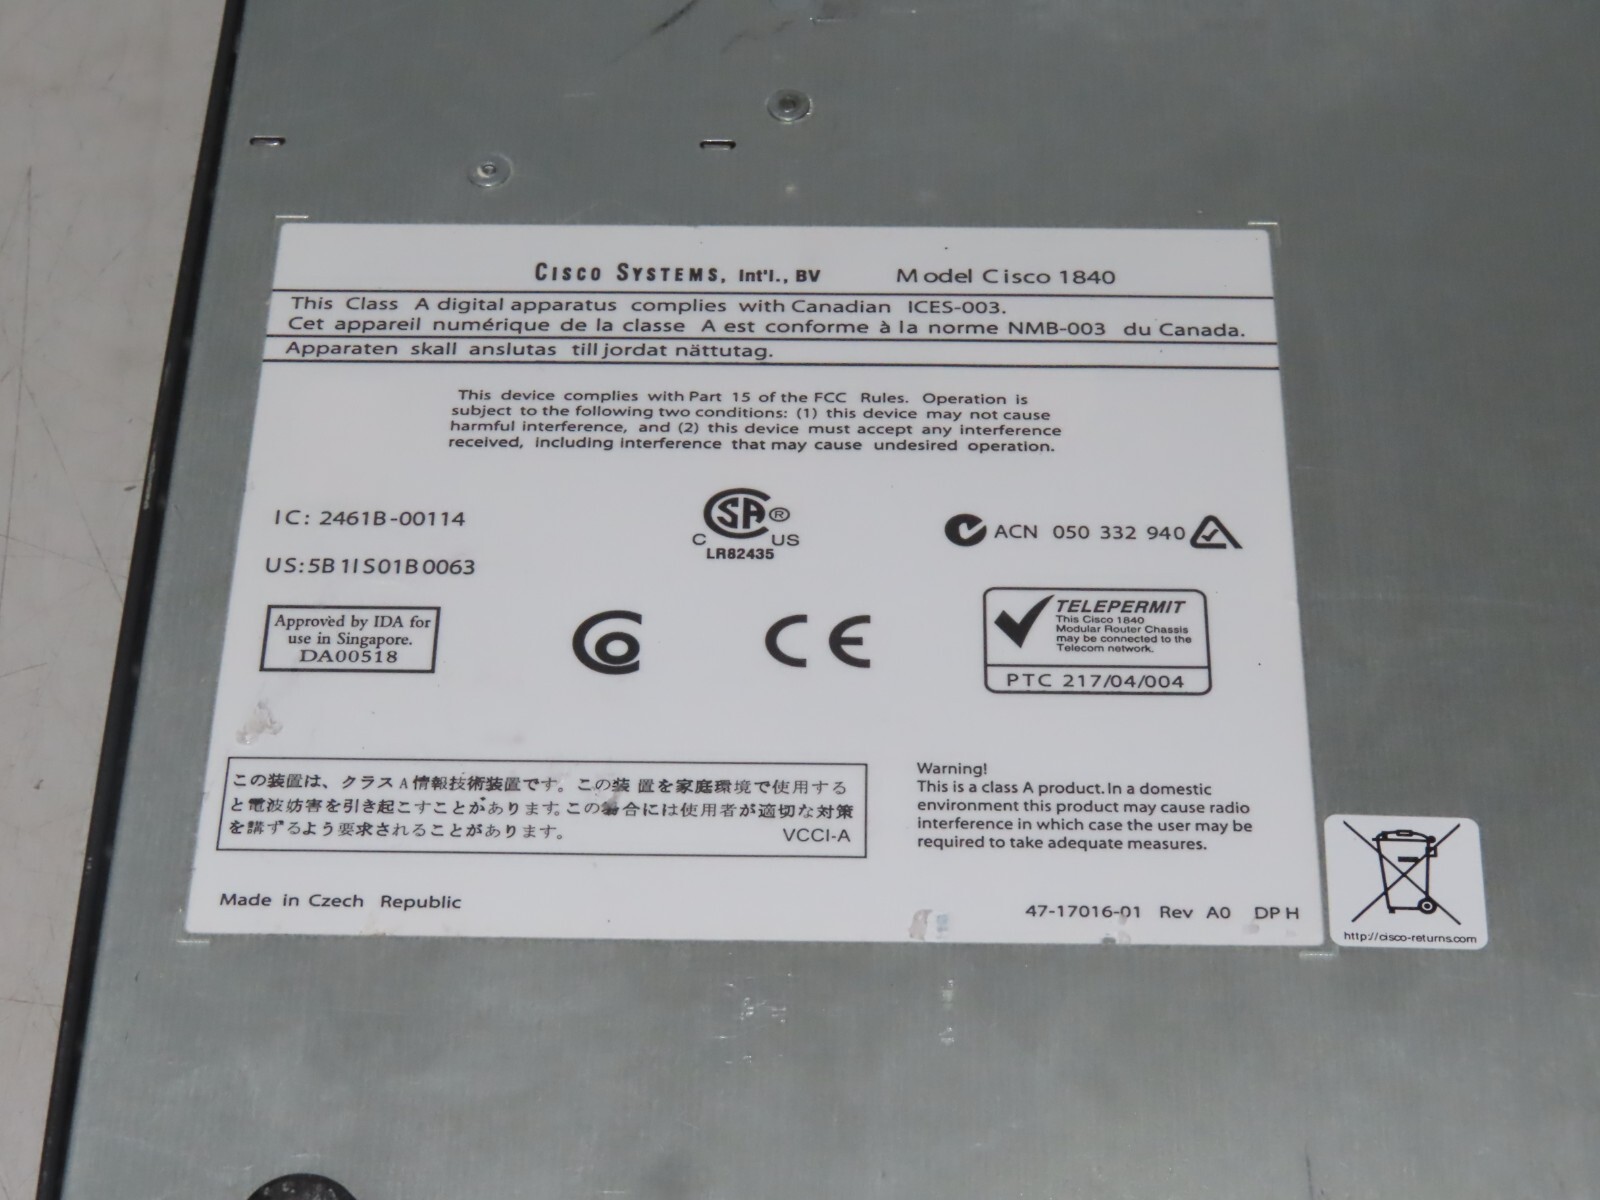 CISCO SYSTEMS, Int'l., BV Model Cisco 1840
This Class A digital apparatus complies with Canadian ICES-003.
Cet appareil numérique de la classe A est conforme à la norme NMB-003 du Canada.
Apparaten skall anslutas till jordat nättutag.
This device complies with Part 15 of the FCC Rules. Operation is
subject to the following two conditions: (1) this device may not cause
harmful interference, and (2) this device must accept any interference
received, including interference that may cause undesired operation.
IC: 2461B-00114
US:5B1IS01B0063
SA®
C US
LR82435
ACN 050 332 940
Approved by IDA for
use in Singapore.
DA00518
CE
TELEPERMIT
This Cisco 1840
Modular Router Chassis
may be connected to the
Telecom network.
PTC 217/04/004
この装置は、クラスA情報技術装置です。この装置を家庭環境で使用する
と電波妨害を引き起こすことがあります。この場合には使用者が適切な対策
を講ずるよう要求されることがあります。 VCCI-A
Warning!
This is a class A product. In a domestic
environment this product may cause radio
interference in which case the user may be
required to take adequate measures.
Made in Czech Republic
47-17016-01 Rev A0 DPH
http://cisco-returns.com